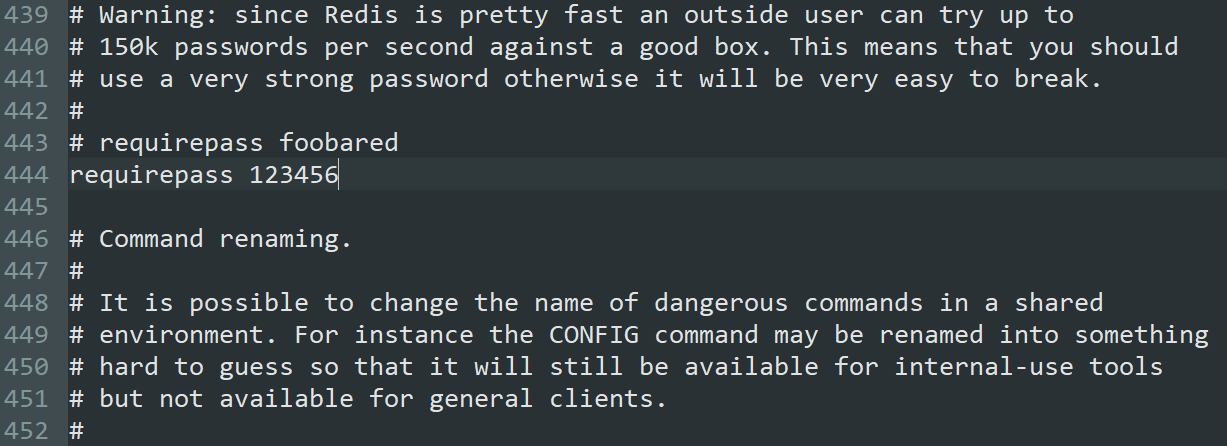 439 # Warning: since Redis is pretty fast an outside user can try up to
440 # 150k passwords per second against a good box. This means that you should
441 # use a very strong password otherwise it will be very easy to break.
442 #
443 # requirepass foobared
444 requirepass 123456
445
446 # Command renaming.
447 #
448 # It is possible to change the name of dangerous commands in a shared
449 # environment. For instance the CONFIG command may be renamed into something
450 # hard to guess so that it will still be available for internal-use tools
451 # but not available for general clients.
452 #